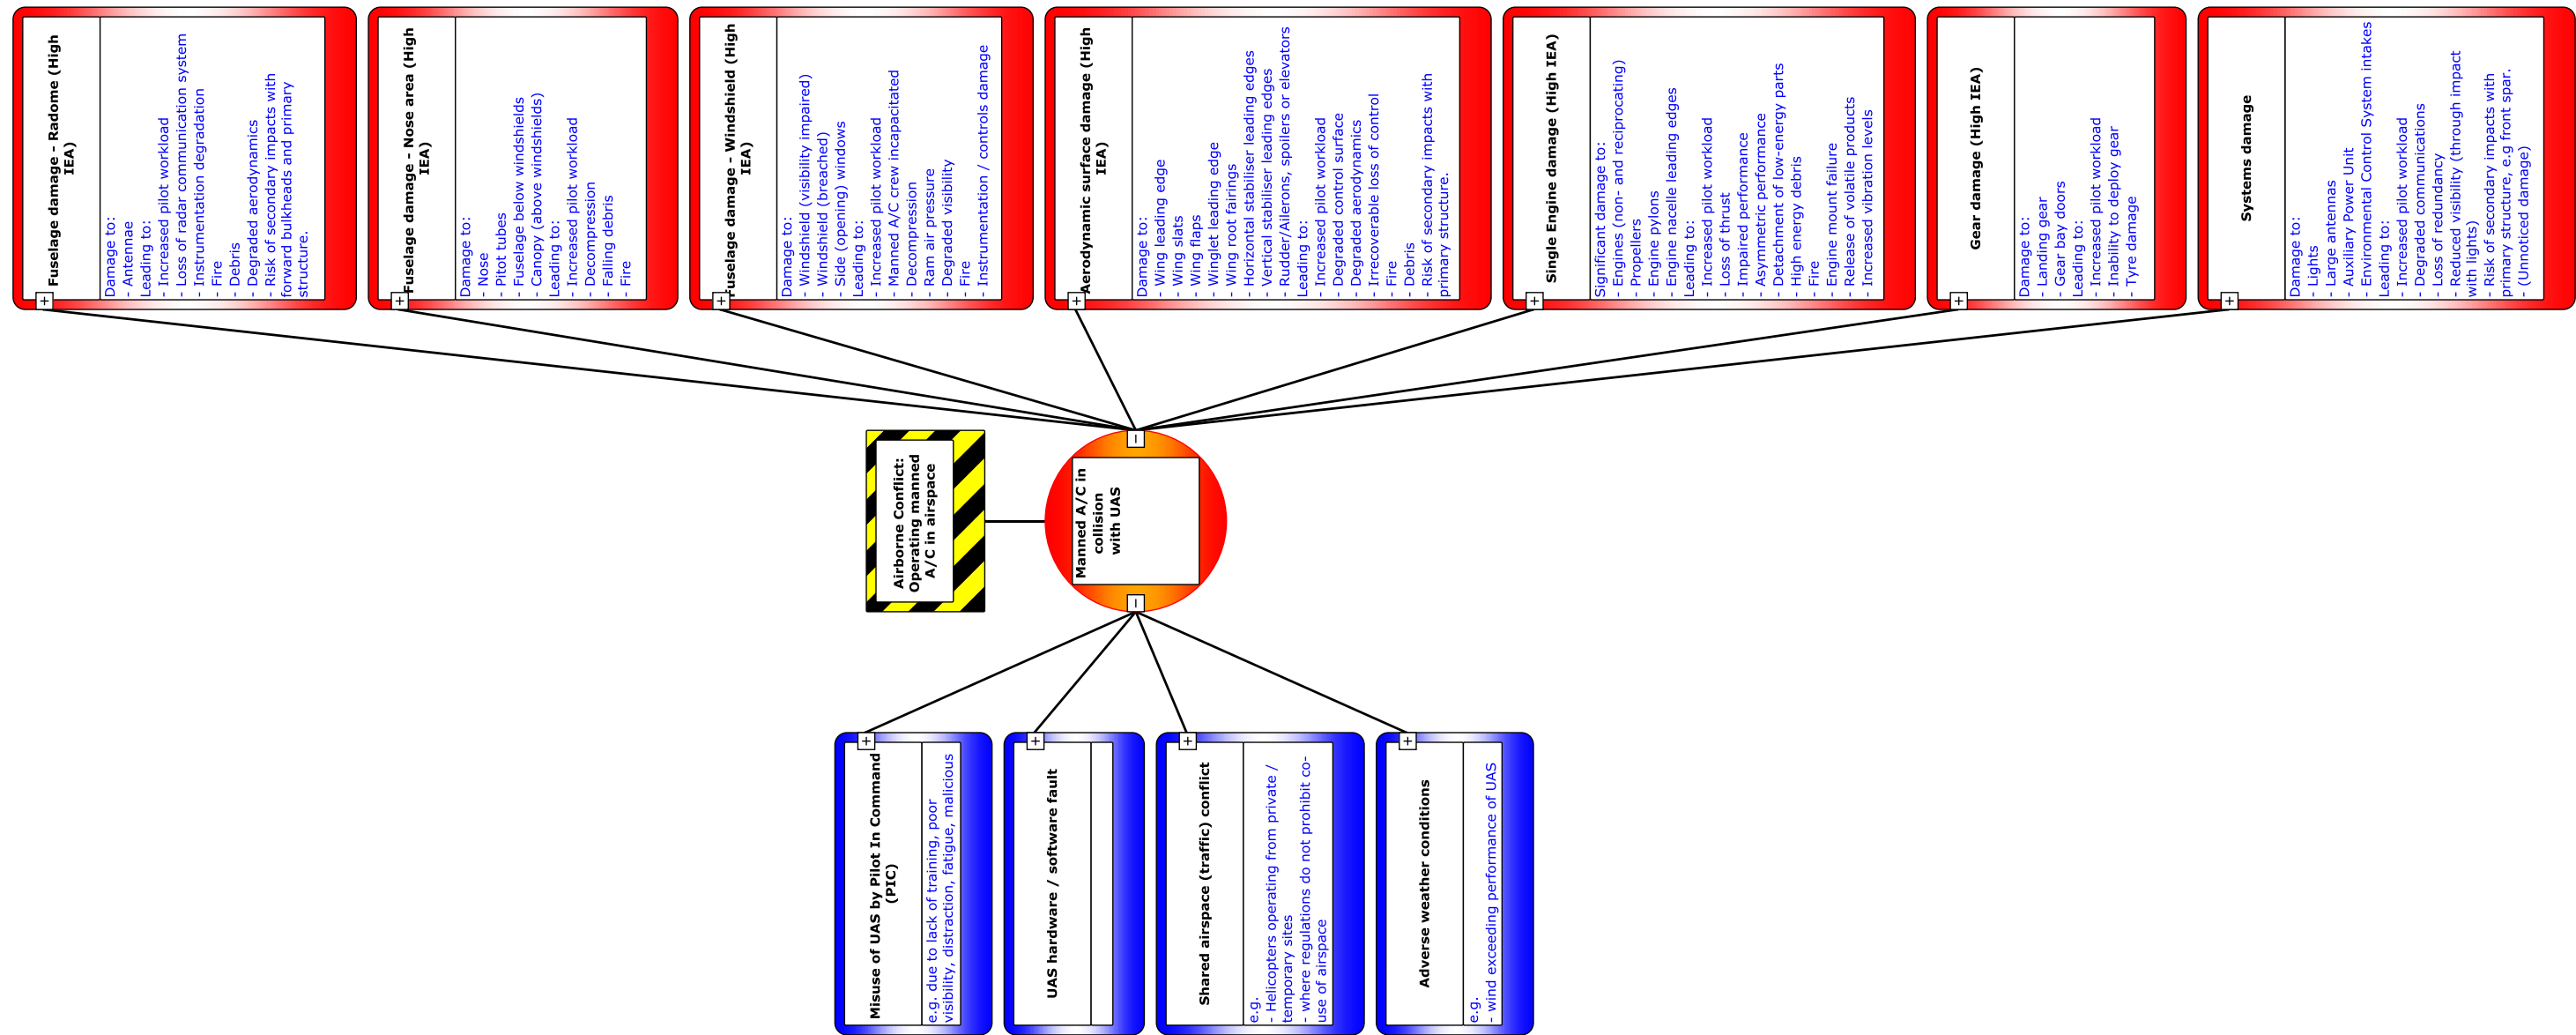 Airborne Conflict:
Operating manned
A/C in airspace
Manned A/C in
collision
with UAS
−
−
+
Misuse of UAS by Pilot In Command
(PIC)
e.g. due to lack of training, poor
visibility, distraction, fatigue, malicious
+
UAS hardware / software fault
+
Shared airspace (traffic) conflict
e.g.
- Helicopters operating from private /
temporary sites
- where regulations do not prohibit co-
use of airspace
+
Adverse weather conditions
e.g.
- wind exceeding performance of UAS
+
Fuselage damage - Radome (High
IEA)
Damage to:
- Antennae
Leading to:
- Increased pilot workload
- Loss of radar communication system
- Instrumentation degradation
- Fire
- Debris
- Degraded aerodynamics
- Risk of secondary impacts with
forward bulkheads and primary
structure.
+
Fuselage damage - Nose area (High
IEA)
Damage to:
- Nose
- Pitot tubes
- Fuselage below windshields
- Canopy (above windshields)
Leading to:
- Increased pilot workload
- Decompression
- Falling debris
- Fire
+
Fuselage damage - Windshield (High
IEA)
Damage to:
- Windshield (visibility impaired)
- Windshield (breached)
- Side (opening) windows
Leading to:
- Increased pilot workload
- Manned A/C crew incapacitated
- Decompression
- Ram air pressure
- Degraded visibility
- Fire
- Instrumentation / controls damage
+
Aerodynamic surface damage (High
IEA)
Damage to:
- Wing leading edge
- Wing slats
- Wing flaps
- Winglet leading edge
- Wing root fairings
- Horizontal stabiliser leading edges
- Vertical stabiliser leading edges
- Rudder/Ailerons, spoilers or elevators
Leading to:
- Increased pilot workload
- Degraded control surface
- Degraded aerodynamics
- Irrecoverable loss of control
- Fire
- Debris
- Risk of secondary impacts with
primary structure.
+
Single Engine damage (High IEA)
Significant damage to:
- Engines (non- and reciprocating)
- Propellers
- Engine pylons
- Engine nacelle leading edges
Leading to:
- Increased pilot workload
- Loss of thrust
- Impaired performance
- Asymmetric performance
- Detachment of low-energy parts
- High energy debris
- Fire
- Engine mount failure
- Release of volatile products
- Increased vibration levels
+
Gear damage (High IEA)
Damage to:
- Landing gear
- Gear bay doors
Leading to:
- Increased pilot workload
- Inability to deploy gear
- Tyre damage
+
Systems damage
Damage to:
- Lights
- Large antennas
- Auxiliary Power Unit
- Environmental Control System intakes
Leading to:
- Increased pilot workload
- Degraded communications
- Loss of redundancy
- Reduced visibility (through impact
with lights)
- Risk of secondary impacts with
primary structure, e.g front spar.
- (Unnoticed damage)